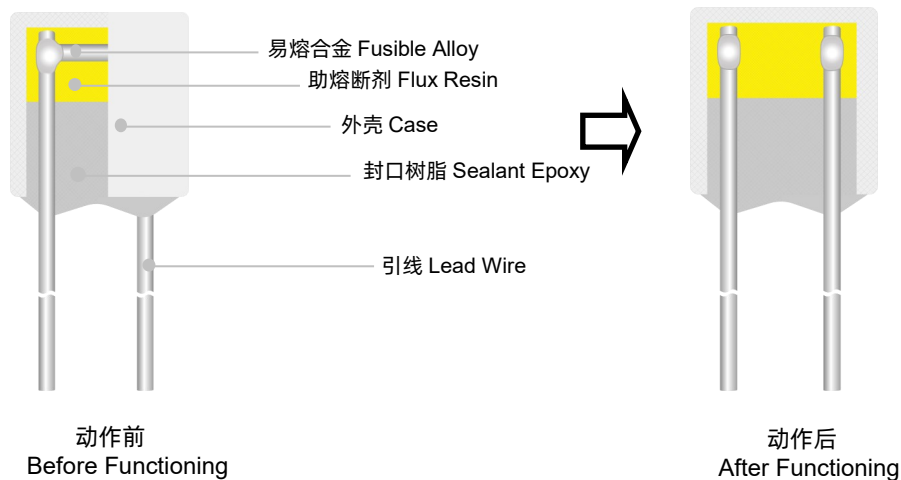 易熔合金 Fusible Alloy
助熔断剂 Flux Resin
外壳 Case
封口树脂 Sealant Epoxy
引线 Lead Wire
动作前
Before Functioning
动作后
After Functioning